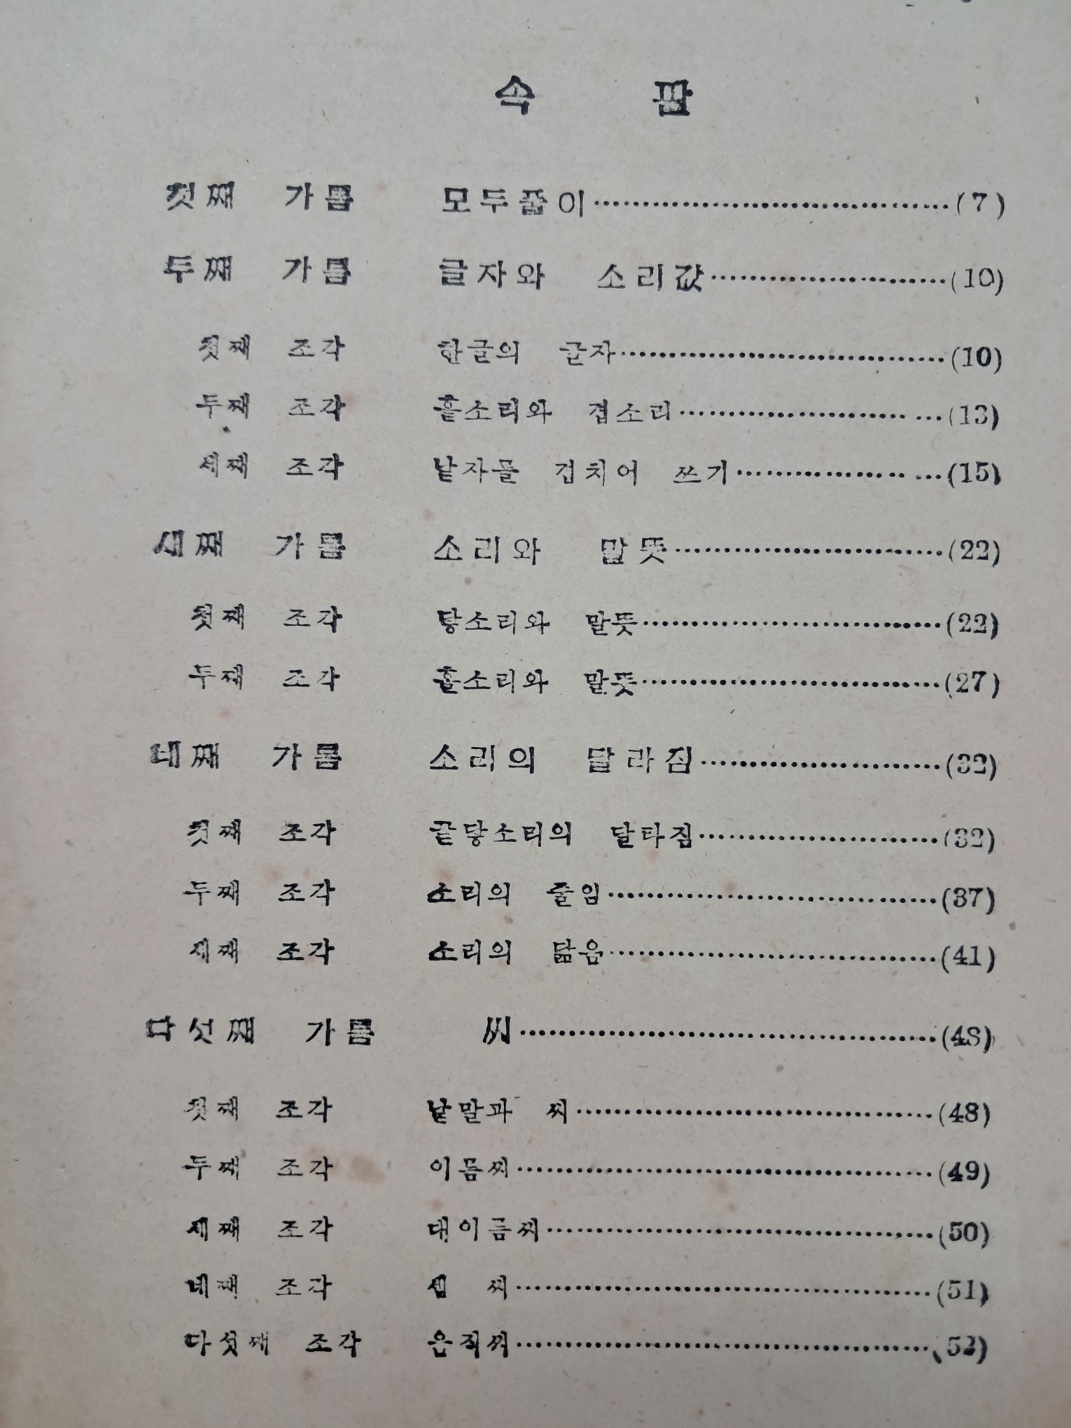 속 팔
첫째 가름 모두풂이 (7)
두째 가름 글자와 소리값 (10)
첫째 조각 한글의 글자 (10)
두째 조각 홑소리와 겹소리 (13)
세째 조각 낱자를 겹치어 쓰기 (15)
세째 가름 소리와 말뜻 (22)
첫째 조각 닿소리와 말뜻 (22)
두째 조각 홑소리와 말뜻 (27)
네째 가름 소리의 달라짐 (32)
첫째 조각 끝닿소리의 달라짐 (32)
두째 조각 소리의 줄임 (37)
세째 조각 소리의 닮음 (41)
다섯째 가름 씨 (48)
첫째 조각 낱말과 씨 (48)
두째 조각 이름씨 (49)
세째 조각 대이름씨 (50)
네째 조각 셈 씨 (51)
다섯째 조각 움직씨 (52)